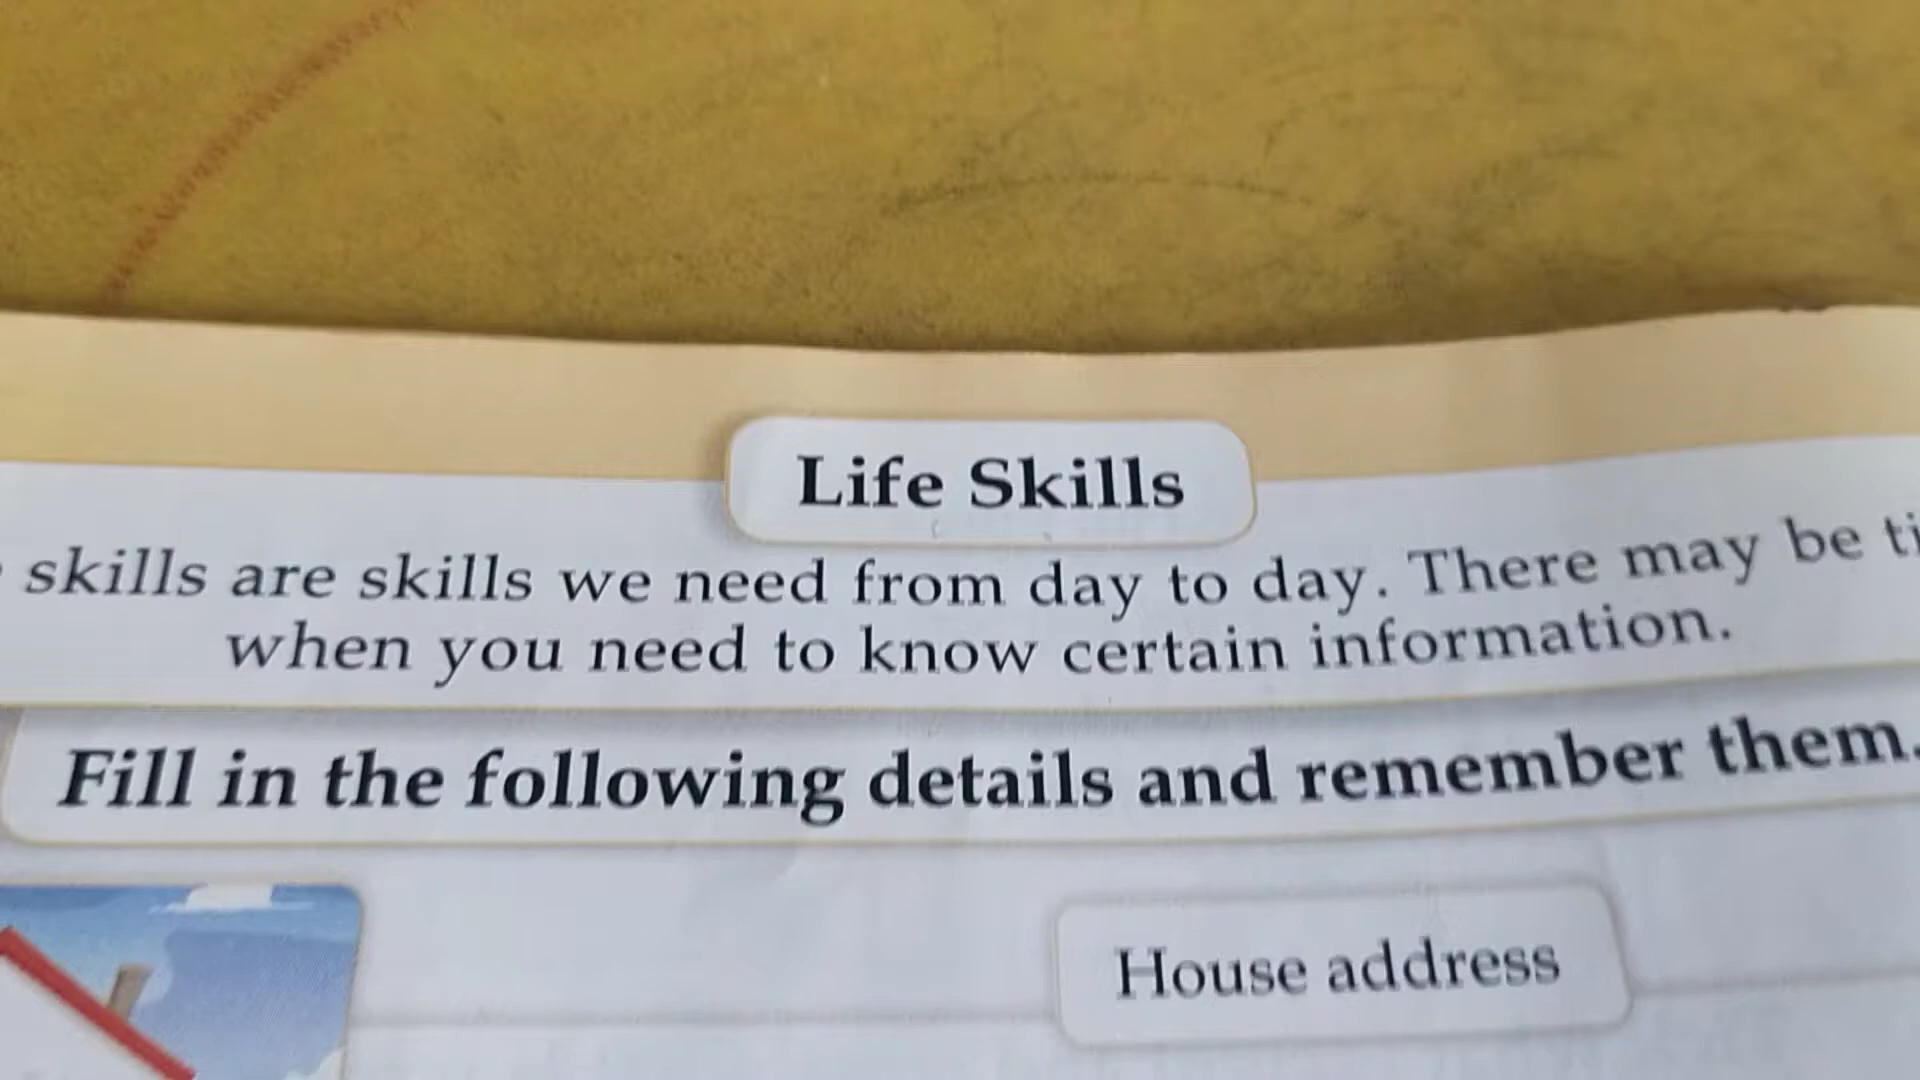 Life Skills
skills are skills we need from day to day. There may be ti
when you need to know certain information.
Fill in the following details and remember them.
House address